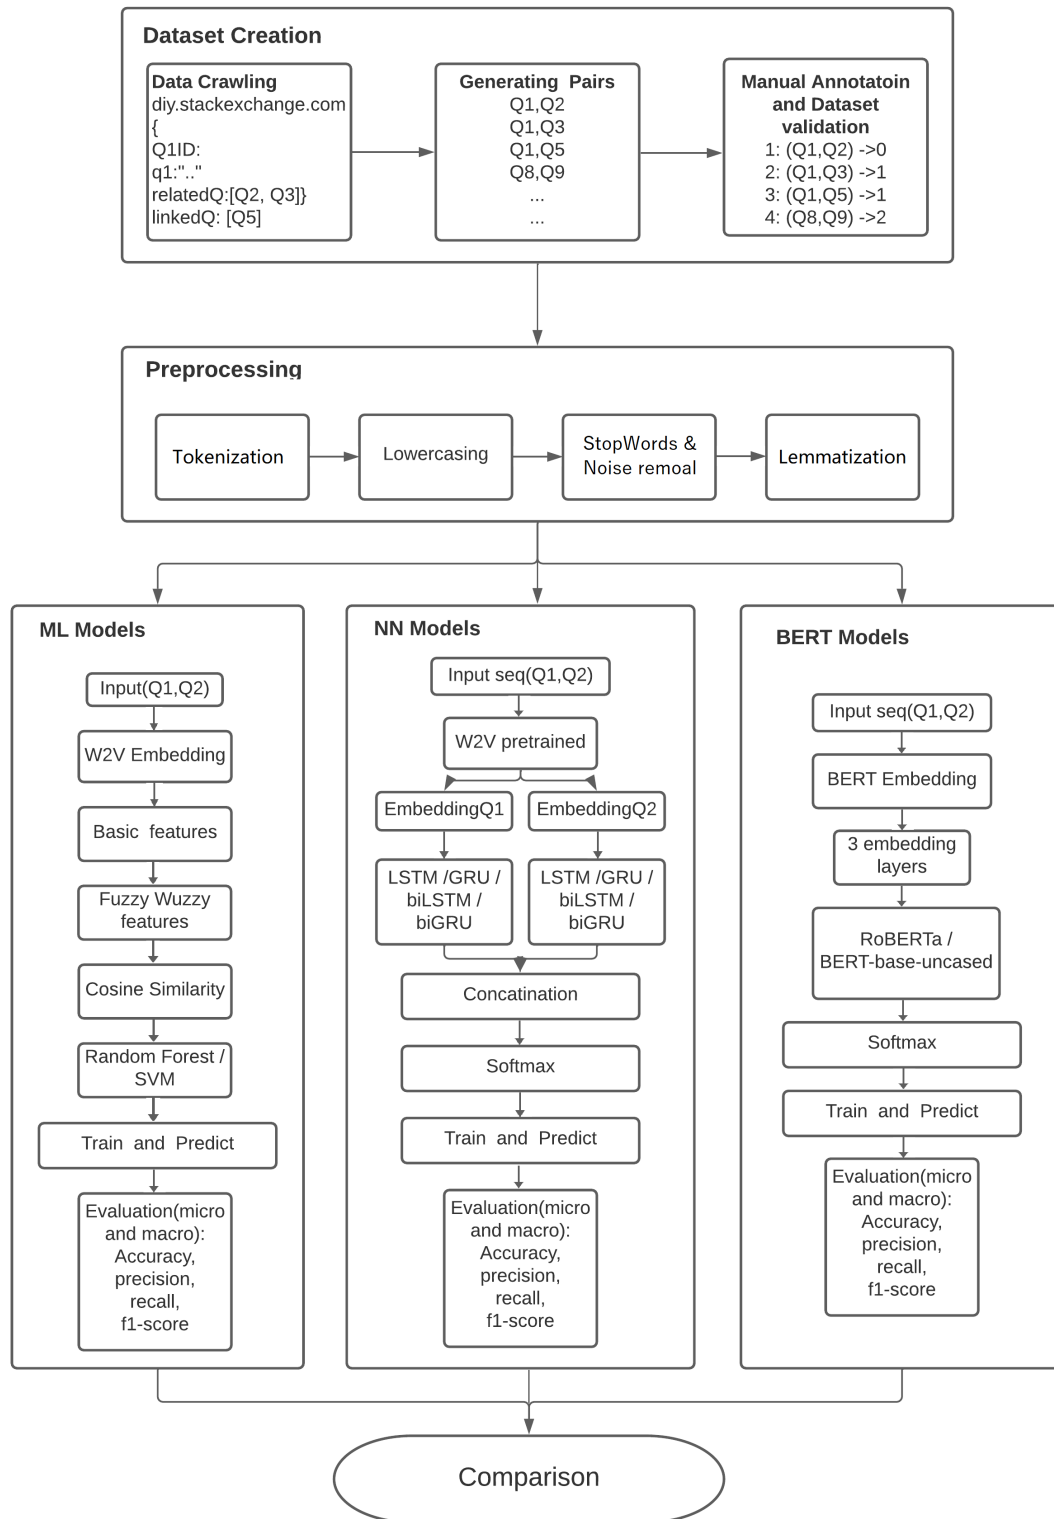 Dataset Creation
Data Crawling
diy.stackexchange.com
{
Q1ID:
q1:".."
relatedQ:[Q2, Q3]}
linkedQ: [Q5]
Generating Pairs
Q1,Q2
Q1,Q3
Q1,Q5
Q8,Q9
...
...
Manual Annotatoin
and Dataset
validation
1: (Q1,Q2) ->0
2: (Q1,Q3) ->1
3: (Q1,Q5) ->1
4: (Q8,Q9) ->2
Preprocessing
Tokenization
Lowercasing
StopWords &
Noise remoal
Lemmatization
ML Models
Input(Q1,Q2)
W2V Embedding
Basic features
Fuzzy Wuzzy
features
Cosine Similarity
Random Forest /
SVM
Train and Predict
Evaluation(micro
and macro):
Accuracy,
precision,
recall,
f1-score
NN Models
Input seq(Q1,Q2)
W2V pretrained
EmbeddingQ1
EmbeddingQ2
LSTM /GRU /
biLSTM /
biGRU
LSTM /GRU /
biLSTM /
biGRU
Concatination
Softmax
Train and Predict
Evaluation(micro
and macro):
Accuracy,
precision,
recall,
f1-score
BERT Models
Input seq(Q1,Q2)
BERT Embedding
3 embedding
layers
RoBERTa /
BERT-base-uncased
Softmax
Train and Predict
Evaluation(micro
and macro):
Accuracy,
precision,
recall,
f1-score
Comparison